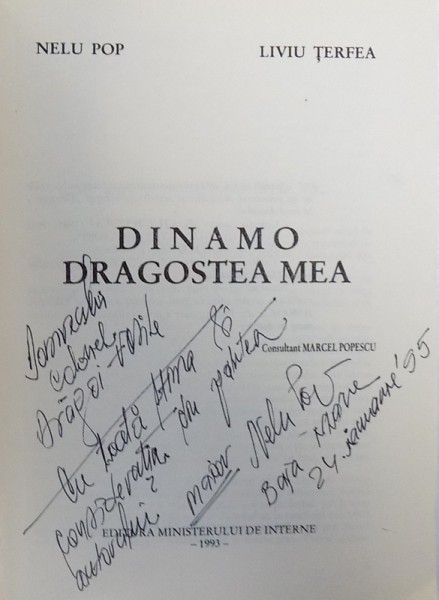 NELU POP
LIVIU ȚERFEA
DINAMO
DRAGOSTEA MEA
Consultant MARCEL POPESCU
Domnului
colonel
Drăgoi Vasile
Cu toată stima și
considerația din partea
autorului
maior Nelu Pop
Baia-Mare
24 ianuarie '95
EDITURA MINISTERULUI DE INTERNE
– 1993 –